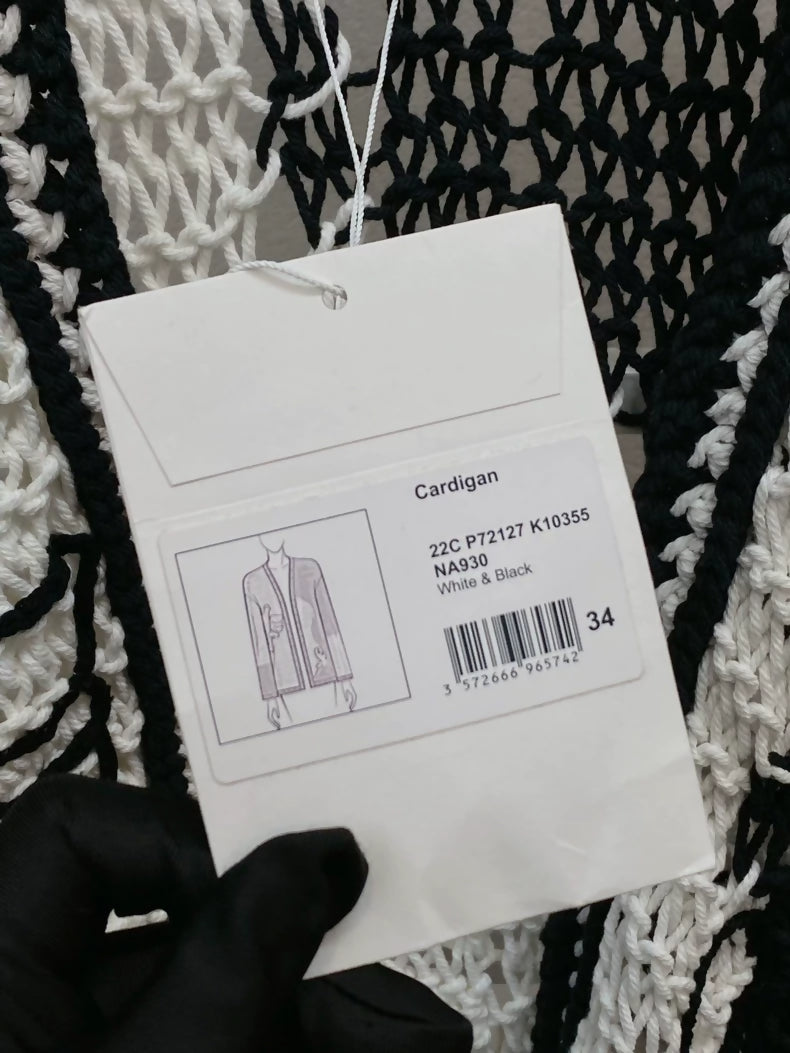 Cardigan
22C P72127 K10355
NA930
White & Black
34
3 572666 965742